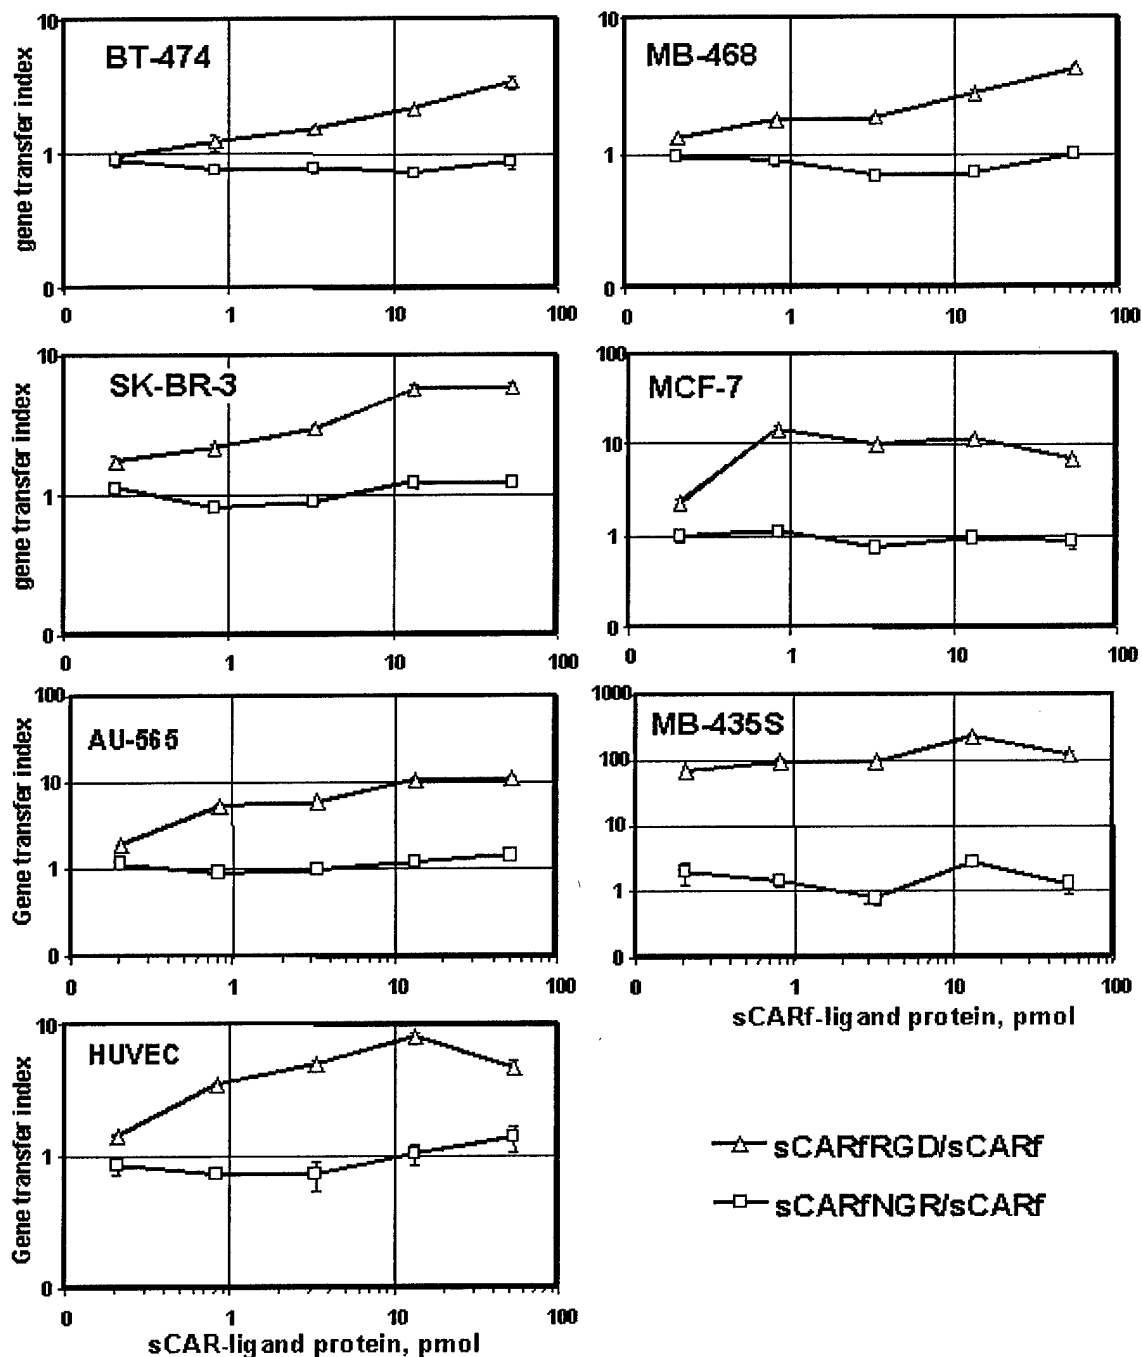 BT-474
gene transfer index
10
1
0
0 1 10 100
MB-468
10
1
0
0 1 10 100
SK-BR-3
gene transfer index
10
1
0
0 1 10 100
MCF-7
100
10
1
0
0 1 10 100
AU-565
Gene transfer index
100
10
1
0
0 1 10 100
MB-435S
1000
100
10
1
0
0 1 10 100
sCARf-ligand protein, pmol
HUVEC
Gene transfer index
10
1
0
0 1 10 100
sCAR-ligand protein, pmol
sCARfRGD/sCARf
sCARfNGR/sCARf